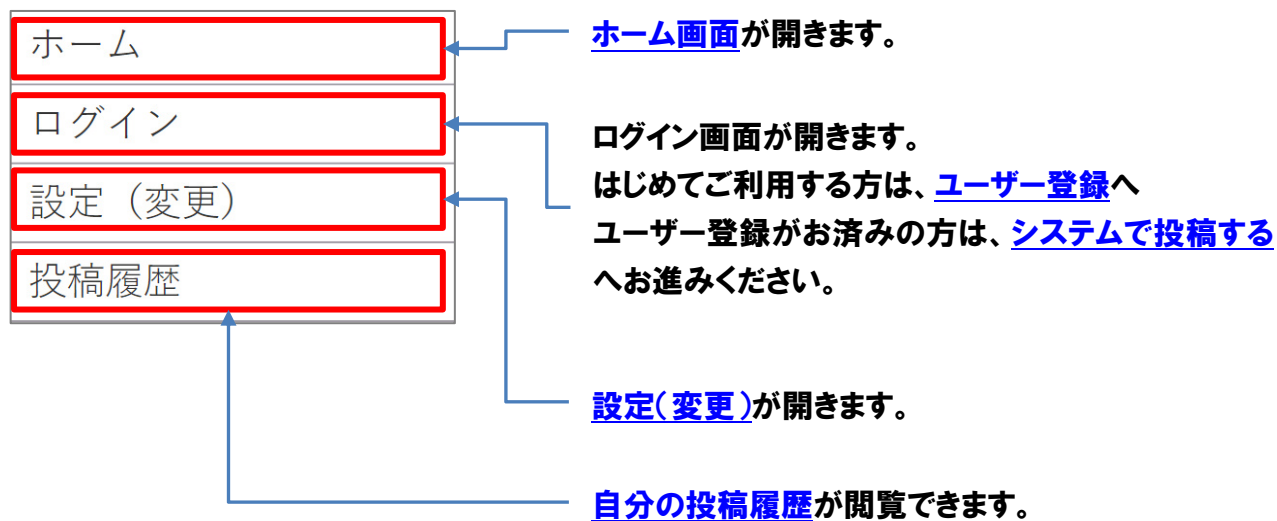 ホーム
ログイン
設定（変更）
投稿履歴
ホーム画面が開きます。
ログイン画面が開きます。
はじめてご利用する方は、ユーザー登録へ
ユーザー登録がお済みの方は、システムで投稿する
へお進みください。
設定（変更）が開きます。
自分の投稿履歴が閲覧できます。